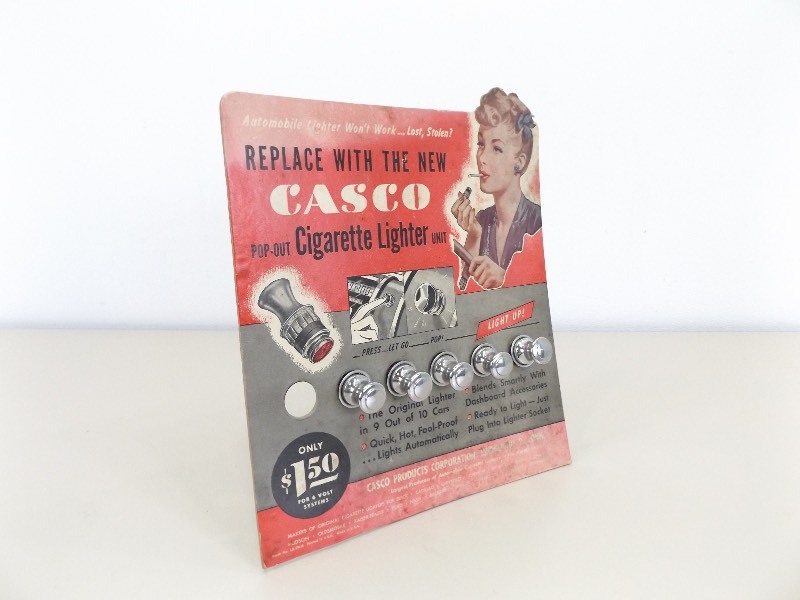 Automobile Lighter Won't Work... Lost, Stolen?
REPLACE WITH THE NEW
CASCO
POP-OUT Cigarette Lighter UNIT
PRESS...LET GO POP!
LIGHT UP!
The Original Lighter
in 9 Out of 10 Cars
Quick, Hot, Fool-Proof
...Lights Automatically
Blends Smartly With
Dashboard Accessories
Ready to Light — Just
Plug Into Lighter Socket
ONLY
$1.50
FOR 6 VOLT
SYSTEMS
CASCO PRODUCTS CORPORATION
MAKERS OF
HUDSON